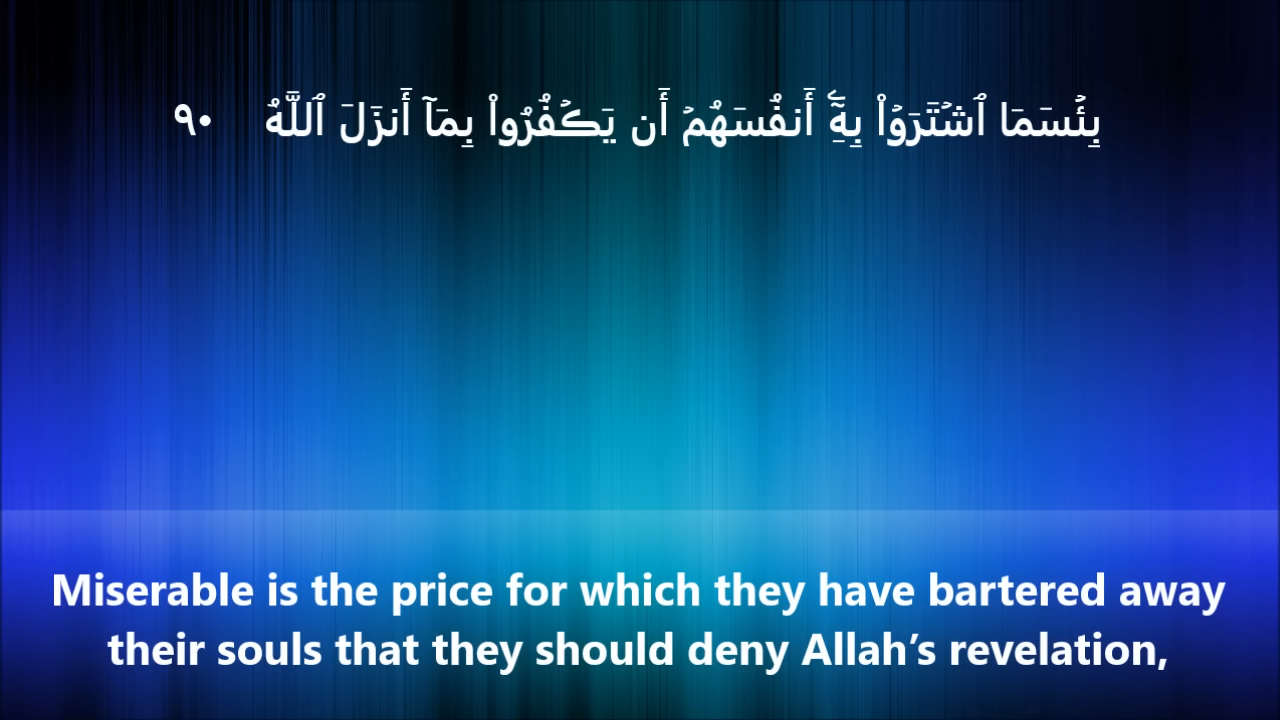 بِئۡسَمَا ٱشۡتَرَوۡاْ بِهِۦٓ أَنفُسَهُمۡ أَن يَكۡفُرُواْ بِمَآ أَنزَلَ ٱللَّهُ ٩٠
Miserable is the price for which they have bartered away
their souls that they should deny Allah’s revelation,